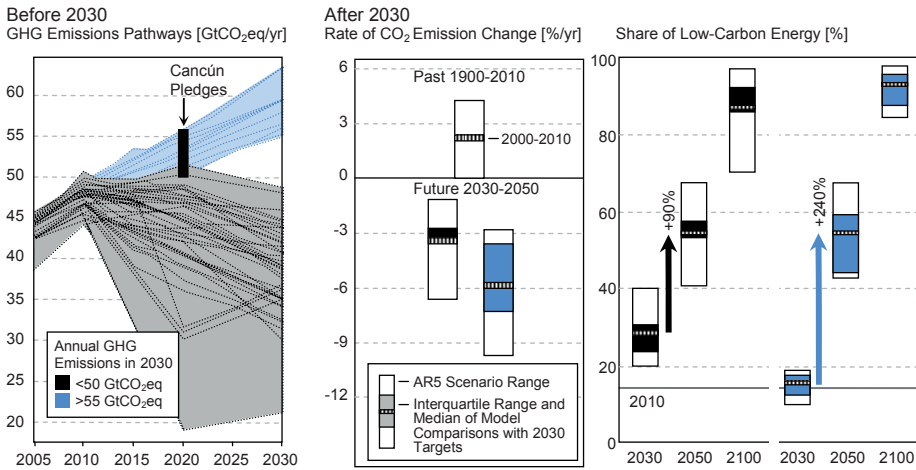 Before 2030
GHG Emissions Pathways [GtCO₂eq/yr]
60
55
50
45
40
35
30
25
20
2005 2010 2015 2020 2025 2030
Cancún
Pledges
Annual GHG
Emissions in 2030
<50 GtCO₂eq
>55 GtCO₂eq
After 2030
Rate of CO₂ Emission Change [%/yr]
6
3
0
-3
-6
-9
-12
Past 1900-2010
2000-2010
Future 2030-2050
AR5 Scenario Range
Interquartile Range and
Median of Model
Comparisons with 2030
Targets
Share of Low-Carbon Energy [%]
100
80
60
40
20
0
+90%
+240%
2010
2030 2050 2100 2030 2050 2100